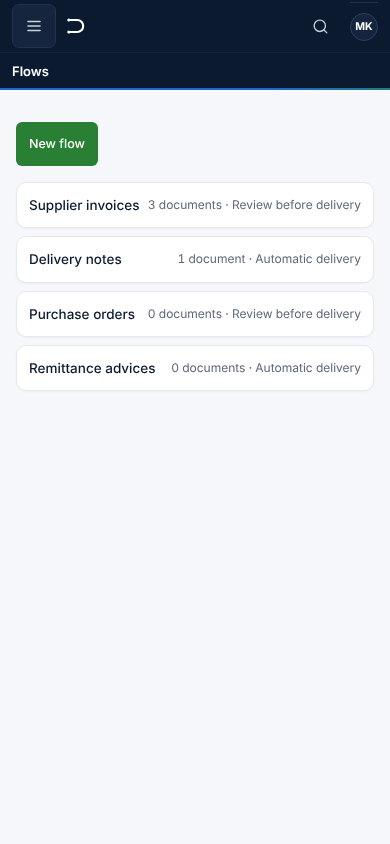 MK
Flows
New flow
Supplier invoices 3 documents · Review before delivery
Delivery notes 1 document · Automatic delivery
Purchase orders 0 documents · Review before delivery
Remittance advices 0 documents · Automatic delivery